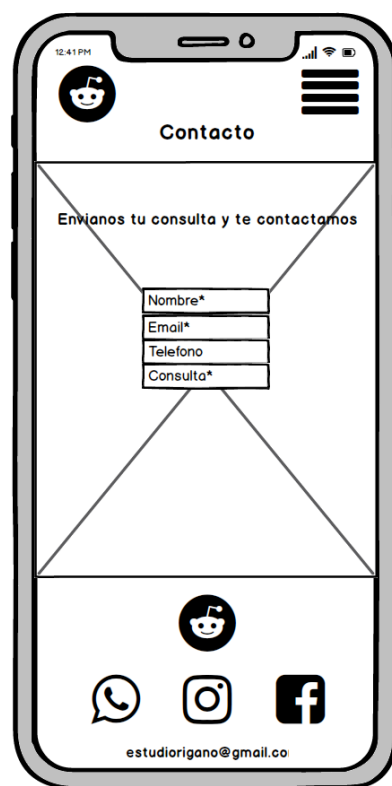 12:41 PM
Contacto
Envianos tu consulta y te contactamos
Nombre*
Email*
Telefono
Consulta*
estudiorigano@gmail.co